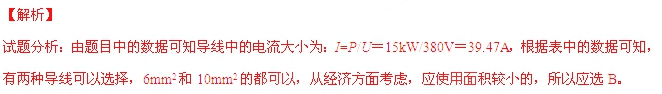 【解析】
试题分析：由题目中的数据可知导线中的电流大小为：I=P/U＝15kW/380V＝39.47A，根据表中的数据可知，
有两种导线可以选择，6mm²和 10mm²的都可以，从经济方面考虑，应使用面积较小的，所以应选 B。